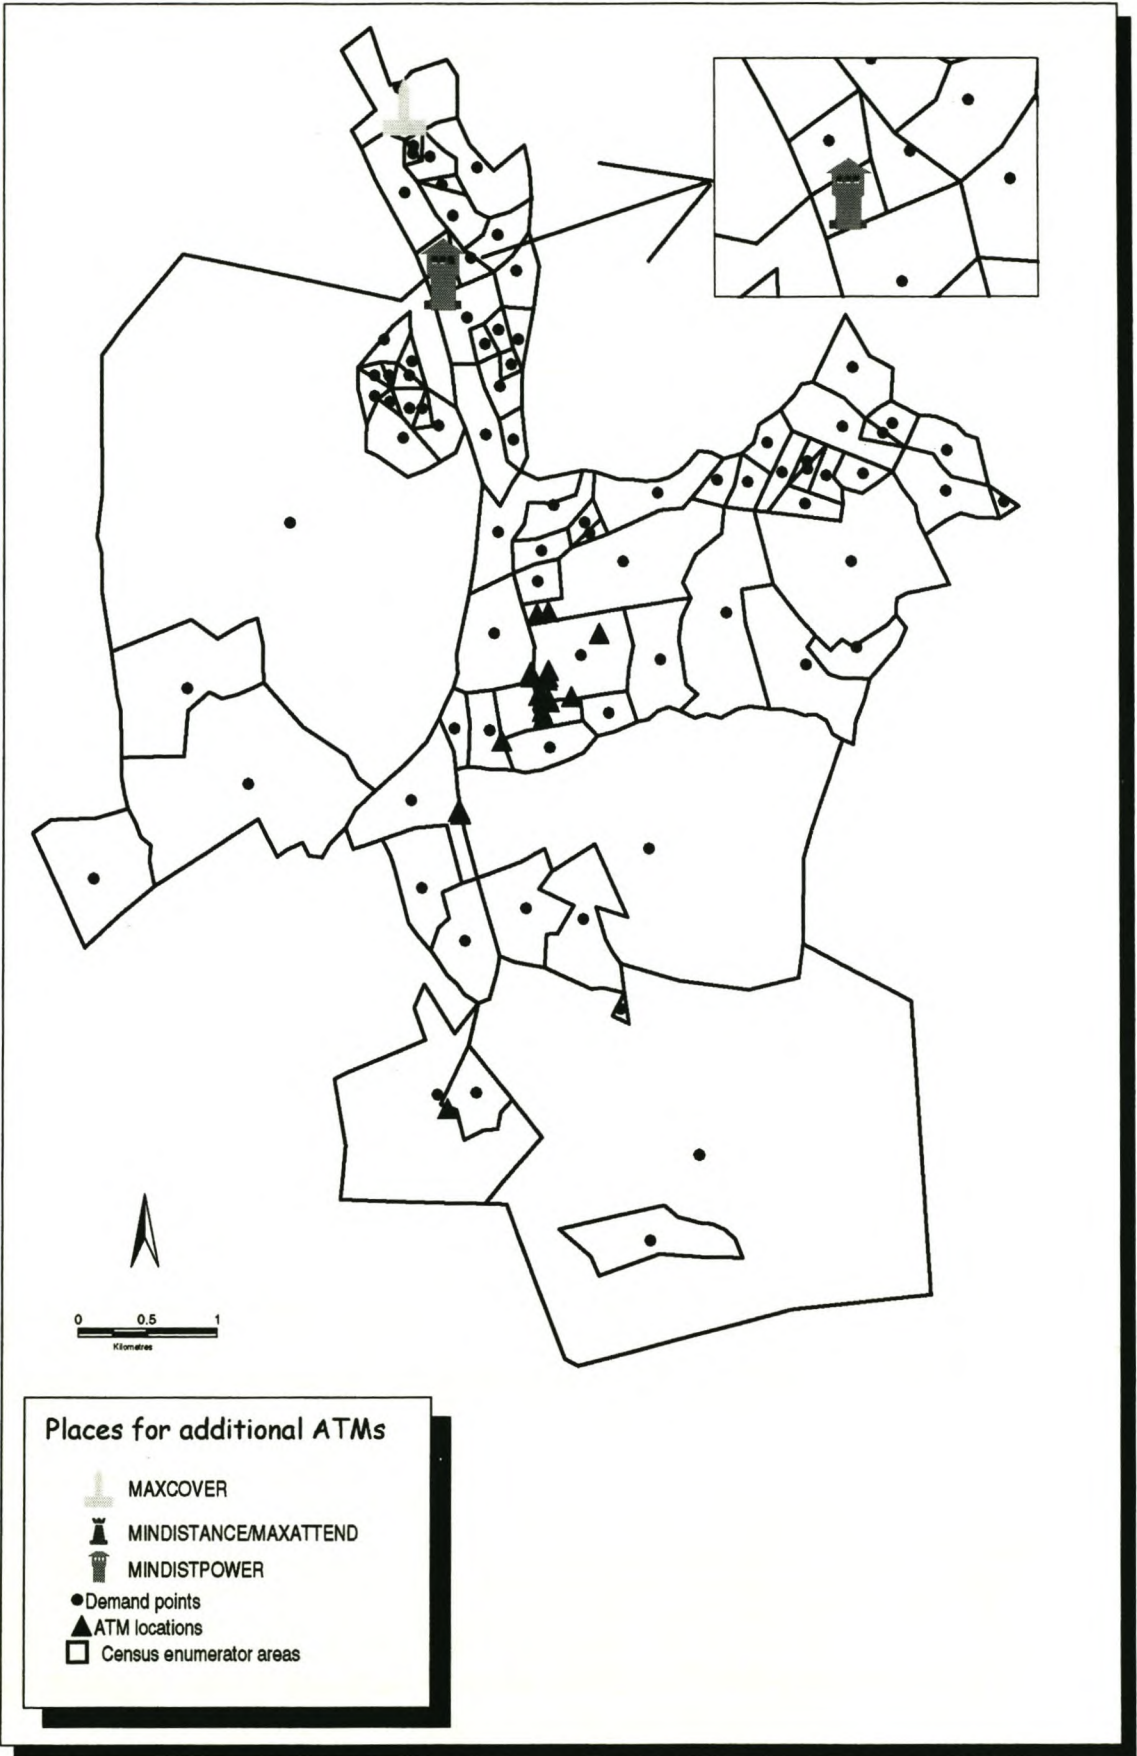 0 0.5 1
Kilometres
Places for additional ATMs
MAXCOVER
MINDISTANCE/MAXATTEND
MINDISTPOWER
Demand points
ATM locations
Census enumerator areas